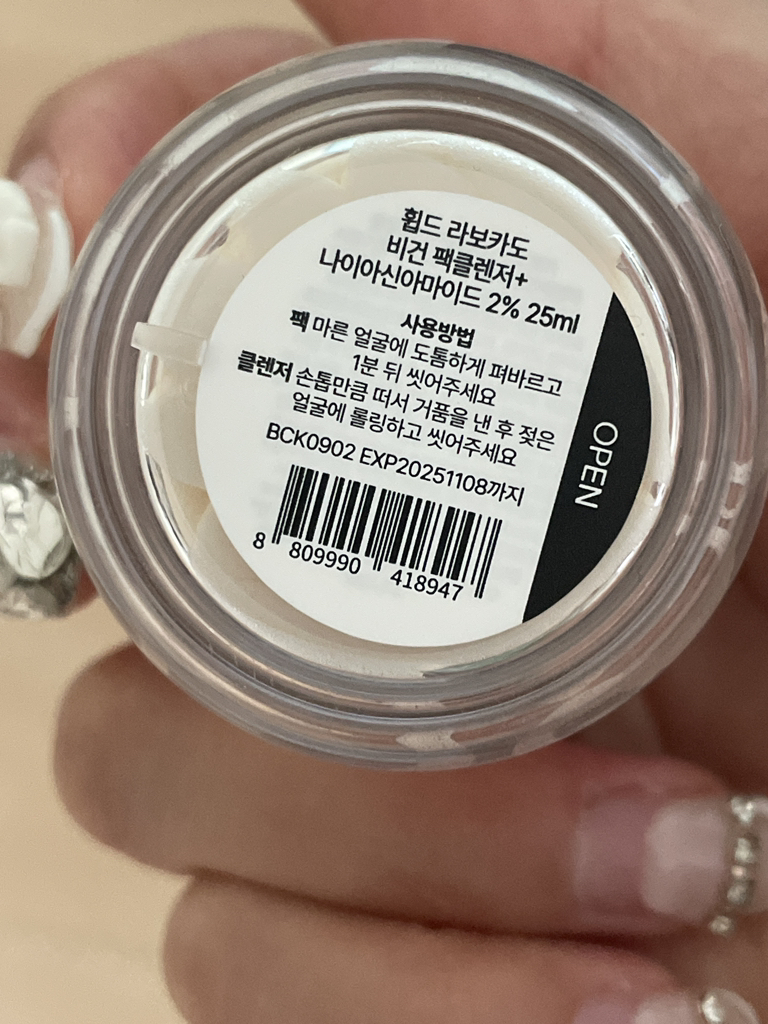 휩드 라보카도
비건 팩클렌저+
나이아신아마이드 2% 25ml
사용방법
팩 마른 얼굴에 도톰하게 펴바르고
1분 뒤 씻어주세요
클렌저 손톱만큼 떠서 거품을 낸 후 젖은
얼굴에 롤링하고 씻어주세요
BCK0902 EXP20251108까지
8 809990 418947
OPEN